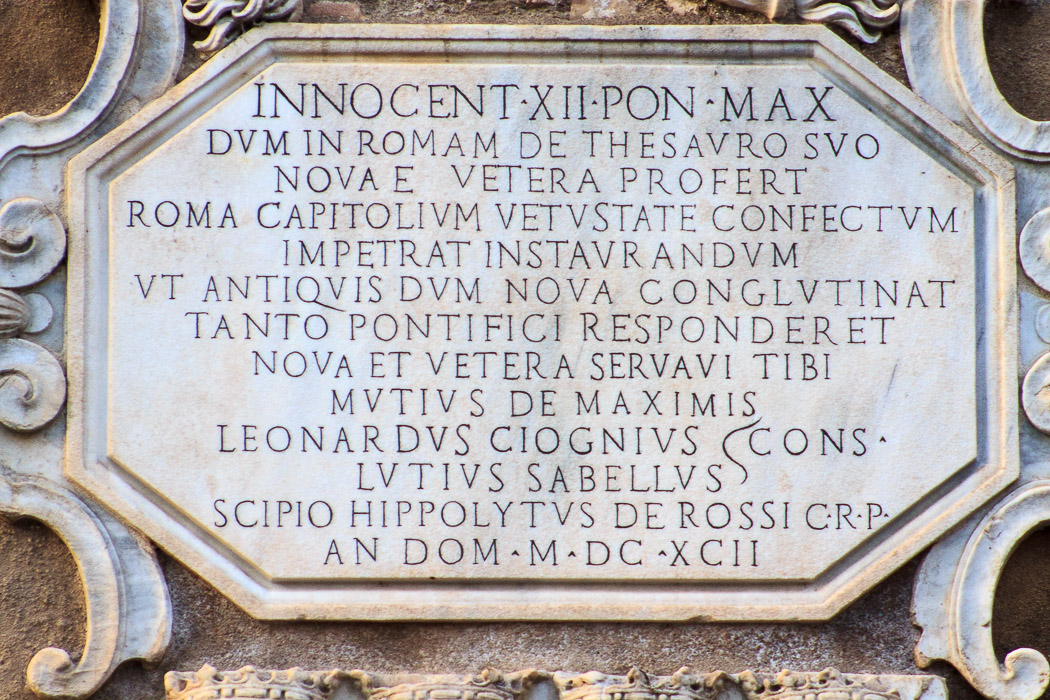 INNOCENT·XII·PON·MAX
DVM IN ROMAM DE THESAVRO SVO
NOVA E VETERA PROFERT
ROMA CAPITOLIVM VETVSTATE CONFECTVM
IMPETRAT INSTAVRANDVM
VT ANTIQVIS DVM NOVA CONGLVTINAT
TANTO PONTIFICI RESPONDERET
NOVA ET VETERA SERVAVI TIBI
MVTIVS DE MAXIMIS
LEONARDVS CIOGNIVS CONS·
LVTIVS SABELLVS
SCIPIO HIPPOLYTVS DE ROSSI C·R·P·
AN DOM·M·DC·XCII